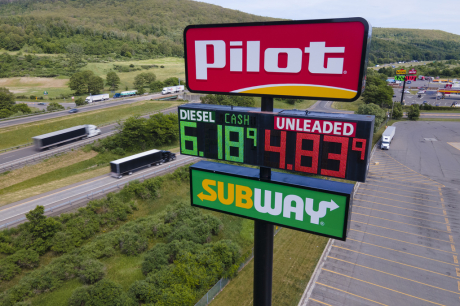 Pilot
DIESEL CASH UNLEADED
6.18⁹ 4.83⁹
SUBWAY